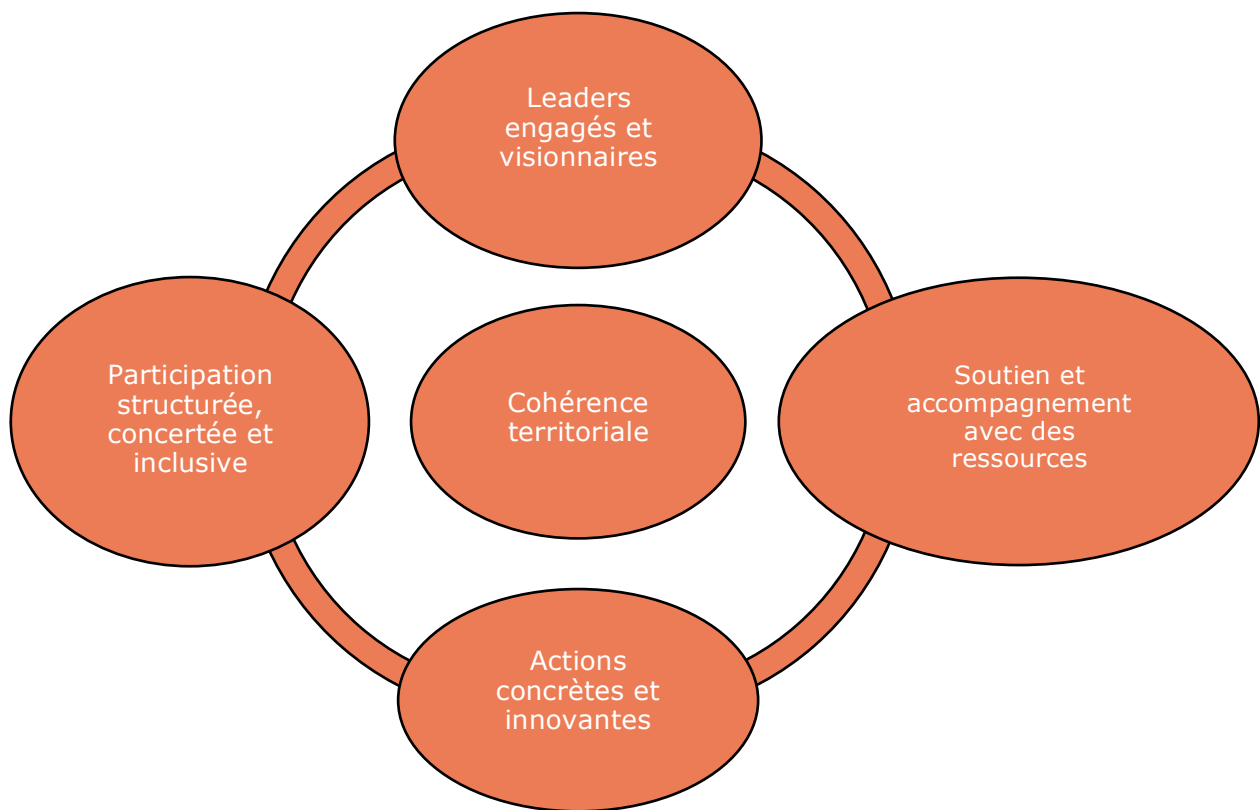 Leaders
engagés et
visionnaires
Participation
structurée,
concertée et
inclusive
Cohérence
territoriale
Soutien et
accompagnement
avec des
ressources
Actions
concrètes et
innovantes